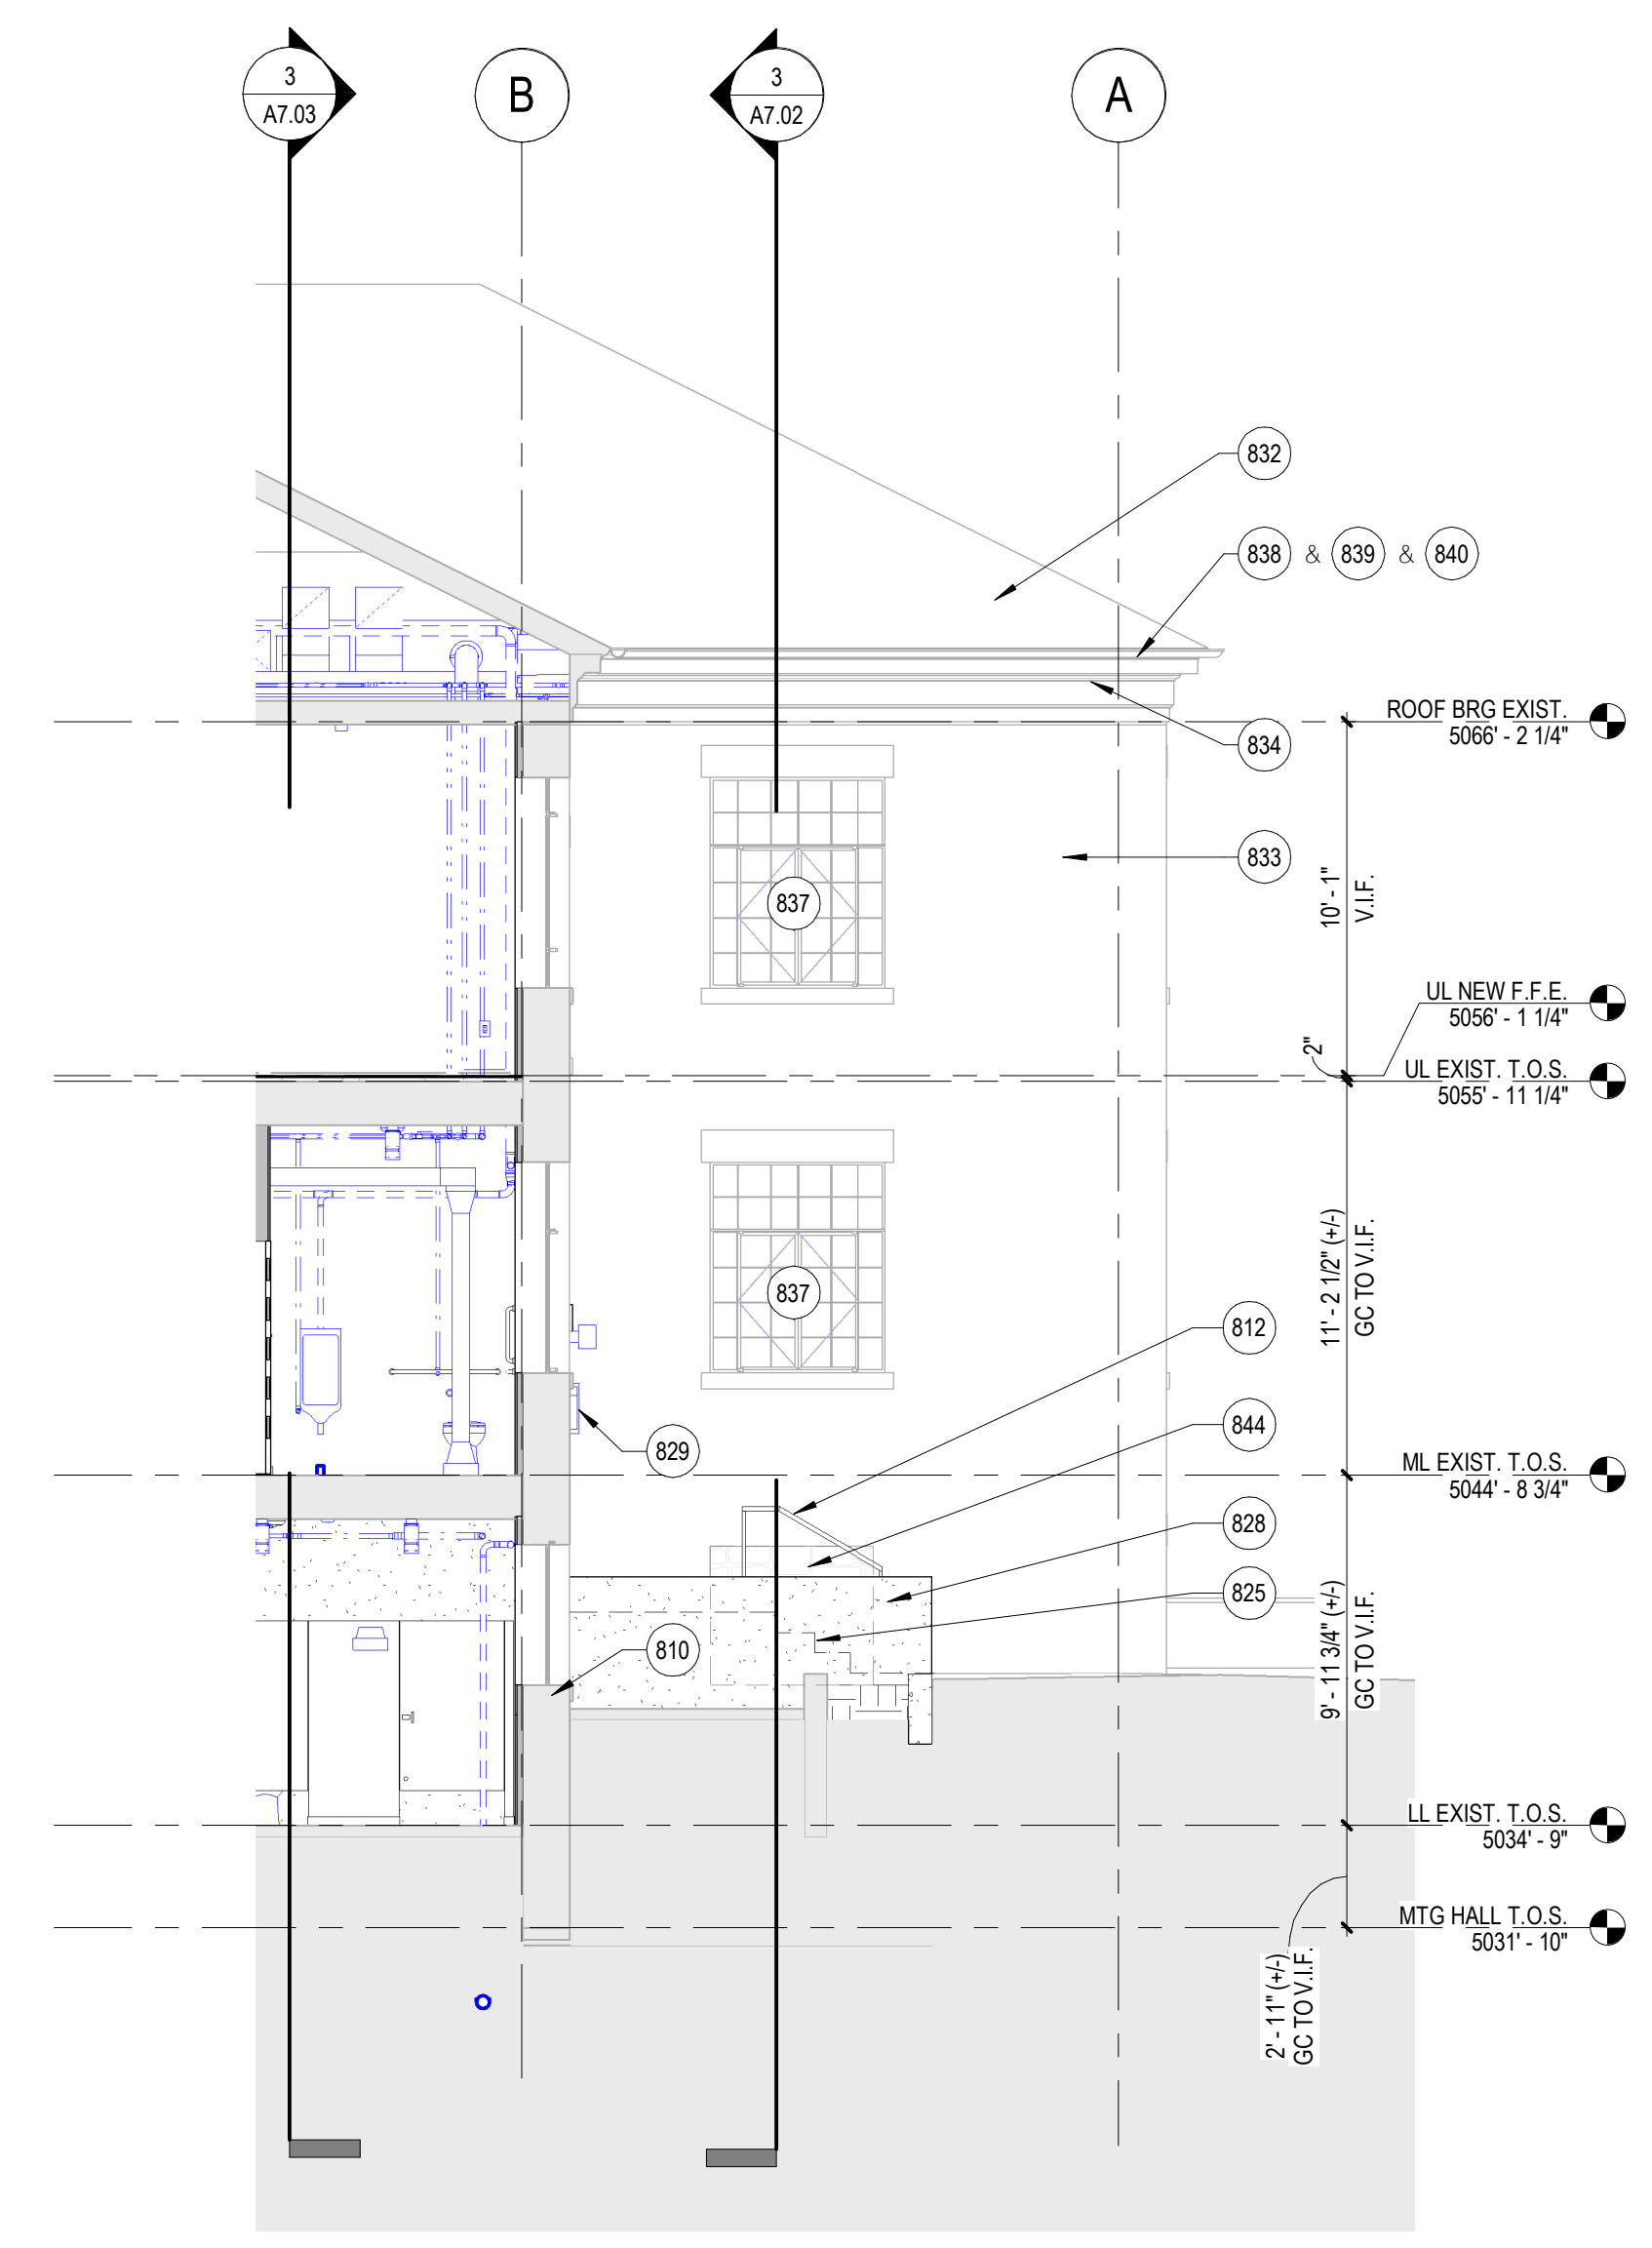 3
A7.03
B
3
A7.02
A
832
838 & 839 & 840
ROOF BRG EXIST.
5066' - 2 1/4"
834
833
10' - 1"
V.I.F.
837
UL NEW F.F.E.
5056' - 1 1/4"
2"
UL EXIST. T.O.S.
5055' - 11 1/4"
11' - 2 1/2" (+/-)
GC TO V.I.F.
837
812
844
829
ML EXIST. T.O.S.
5044' - 8 3/4"
828
825
9' - 11 3/4" (+/-)
GC TO V.I.F.
810
LL EXIST. T.O.S.
5034' - 9"
MTG HALL T.O.S.
5031' - 10"
2' - 11" (+/-)
GC TO V.I.F.